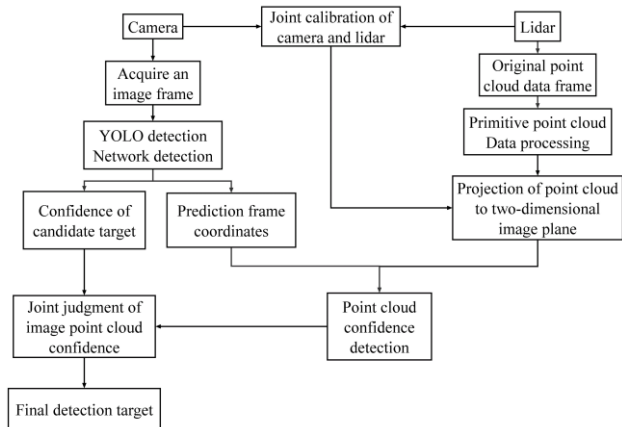 Camera
Joint calibration of
camera and lidar
Lidar
Acquire an
image frame
Original point
cloud data frame
YOLO detection
Network detection
Primitive point cloud
Data processing
Confidence of
candidate target
Prediction frame
coordinates
Projection of point cloud
to two-dimensional
image plane
Joint judgment of
image point cloud
confidence
Point cloud
confidence
detection
Final detection target